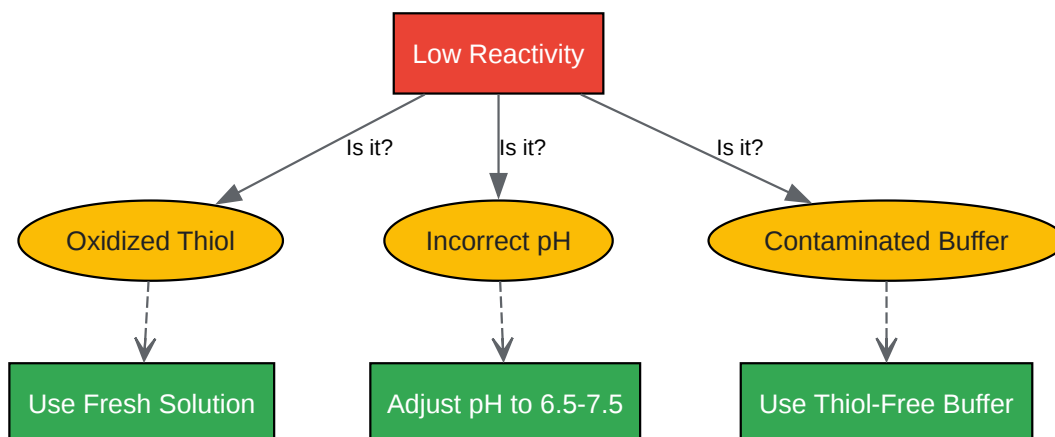 Low Reactivity
Is it?
Is it?
Is it?
Oxidized Thiol
Incorrect pH
Contaminated Buffer
Use Fresh Solution
Adjust pH to 6.5-7.5
Use Thiol-Free Buffer